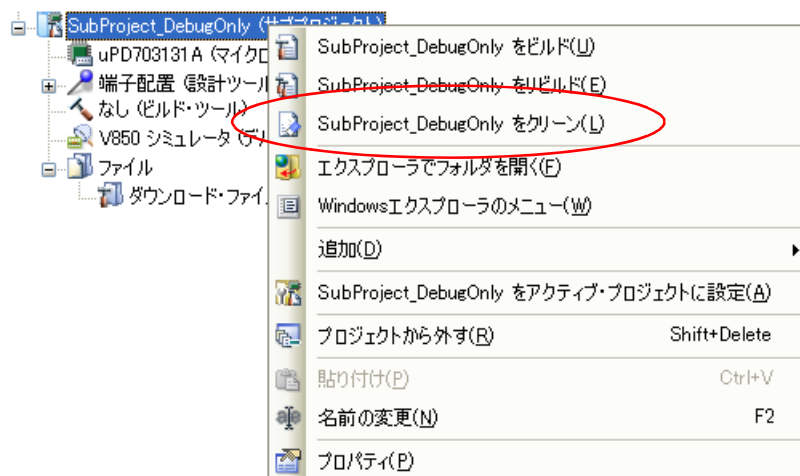 SubProject_DebugOnly (サブプロジェクト)
uPD703131A (マイクロ
端子配置 (設計ツール
なし (ビルド・ツール)
V850 シミュレータ (デ
ファイル
ダウンロード・ファイ
SubProject_DebugOnly をビルド(U)
SubProject_DebugOnly をリビルド(E)
SubProject_DebugOnly をクリーン(L)
エクスプローラでフォルダを開く(F)
Windowsエクスプローラのメニュー(W)
追加(D)
SubProject_DebugOnly をアクティブ・プロジェクトに設定(A)
プロジェクトから外す(R) Shift+Delete
貼り付け(P) Ctrl+V
名前の変更(N) F2
プロパティ(P)